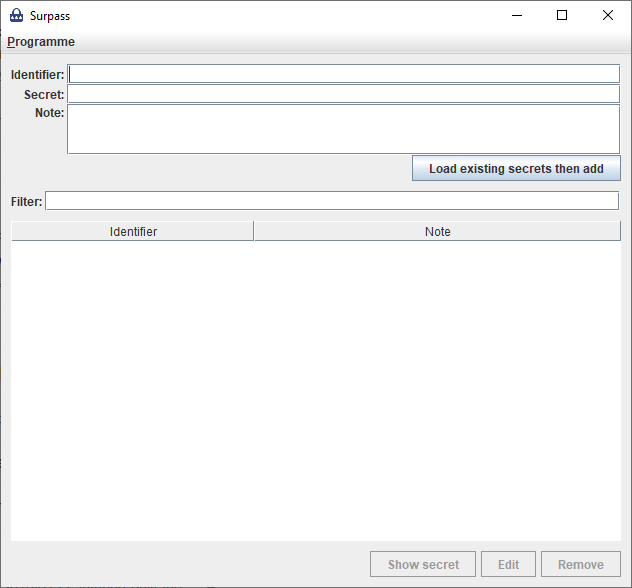 Surpass
Programme
Identifier:
Secret:
Note:
Load existing secrets then add
Filter:
Identifier Note
Show secret Edit Remove